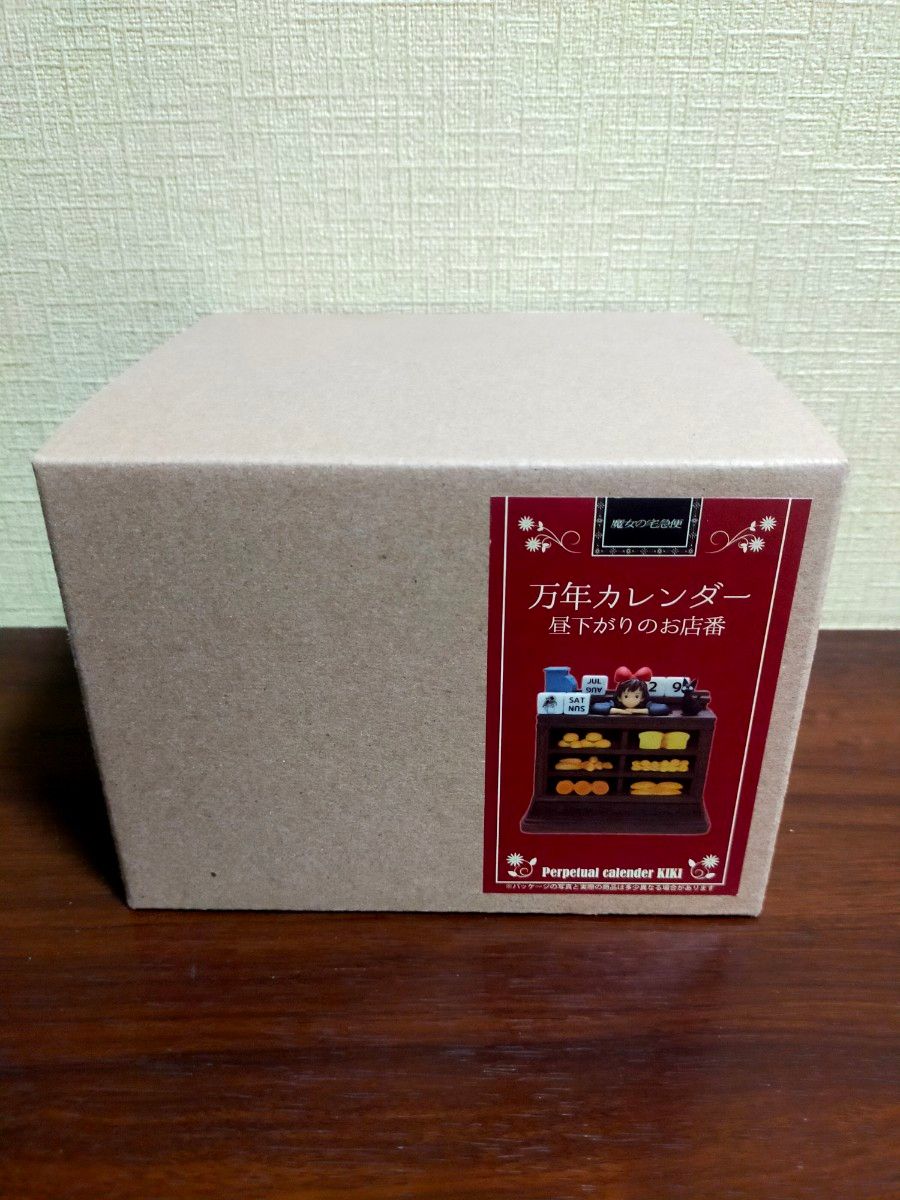 魔女の宅急便
万年カレンダー
昼下がりのお店番
JUL
AUG
2 9
SAT
SUN
Perpetual calender KIKI
※パッケージの写真と実際の商品は多少異なる場合があります